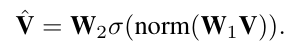 V̂ = W₂σ(norm(W₁V)).